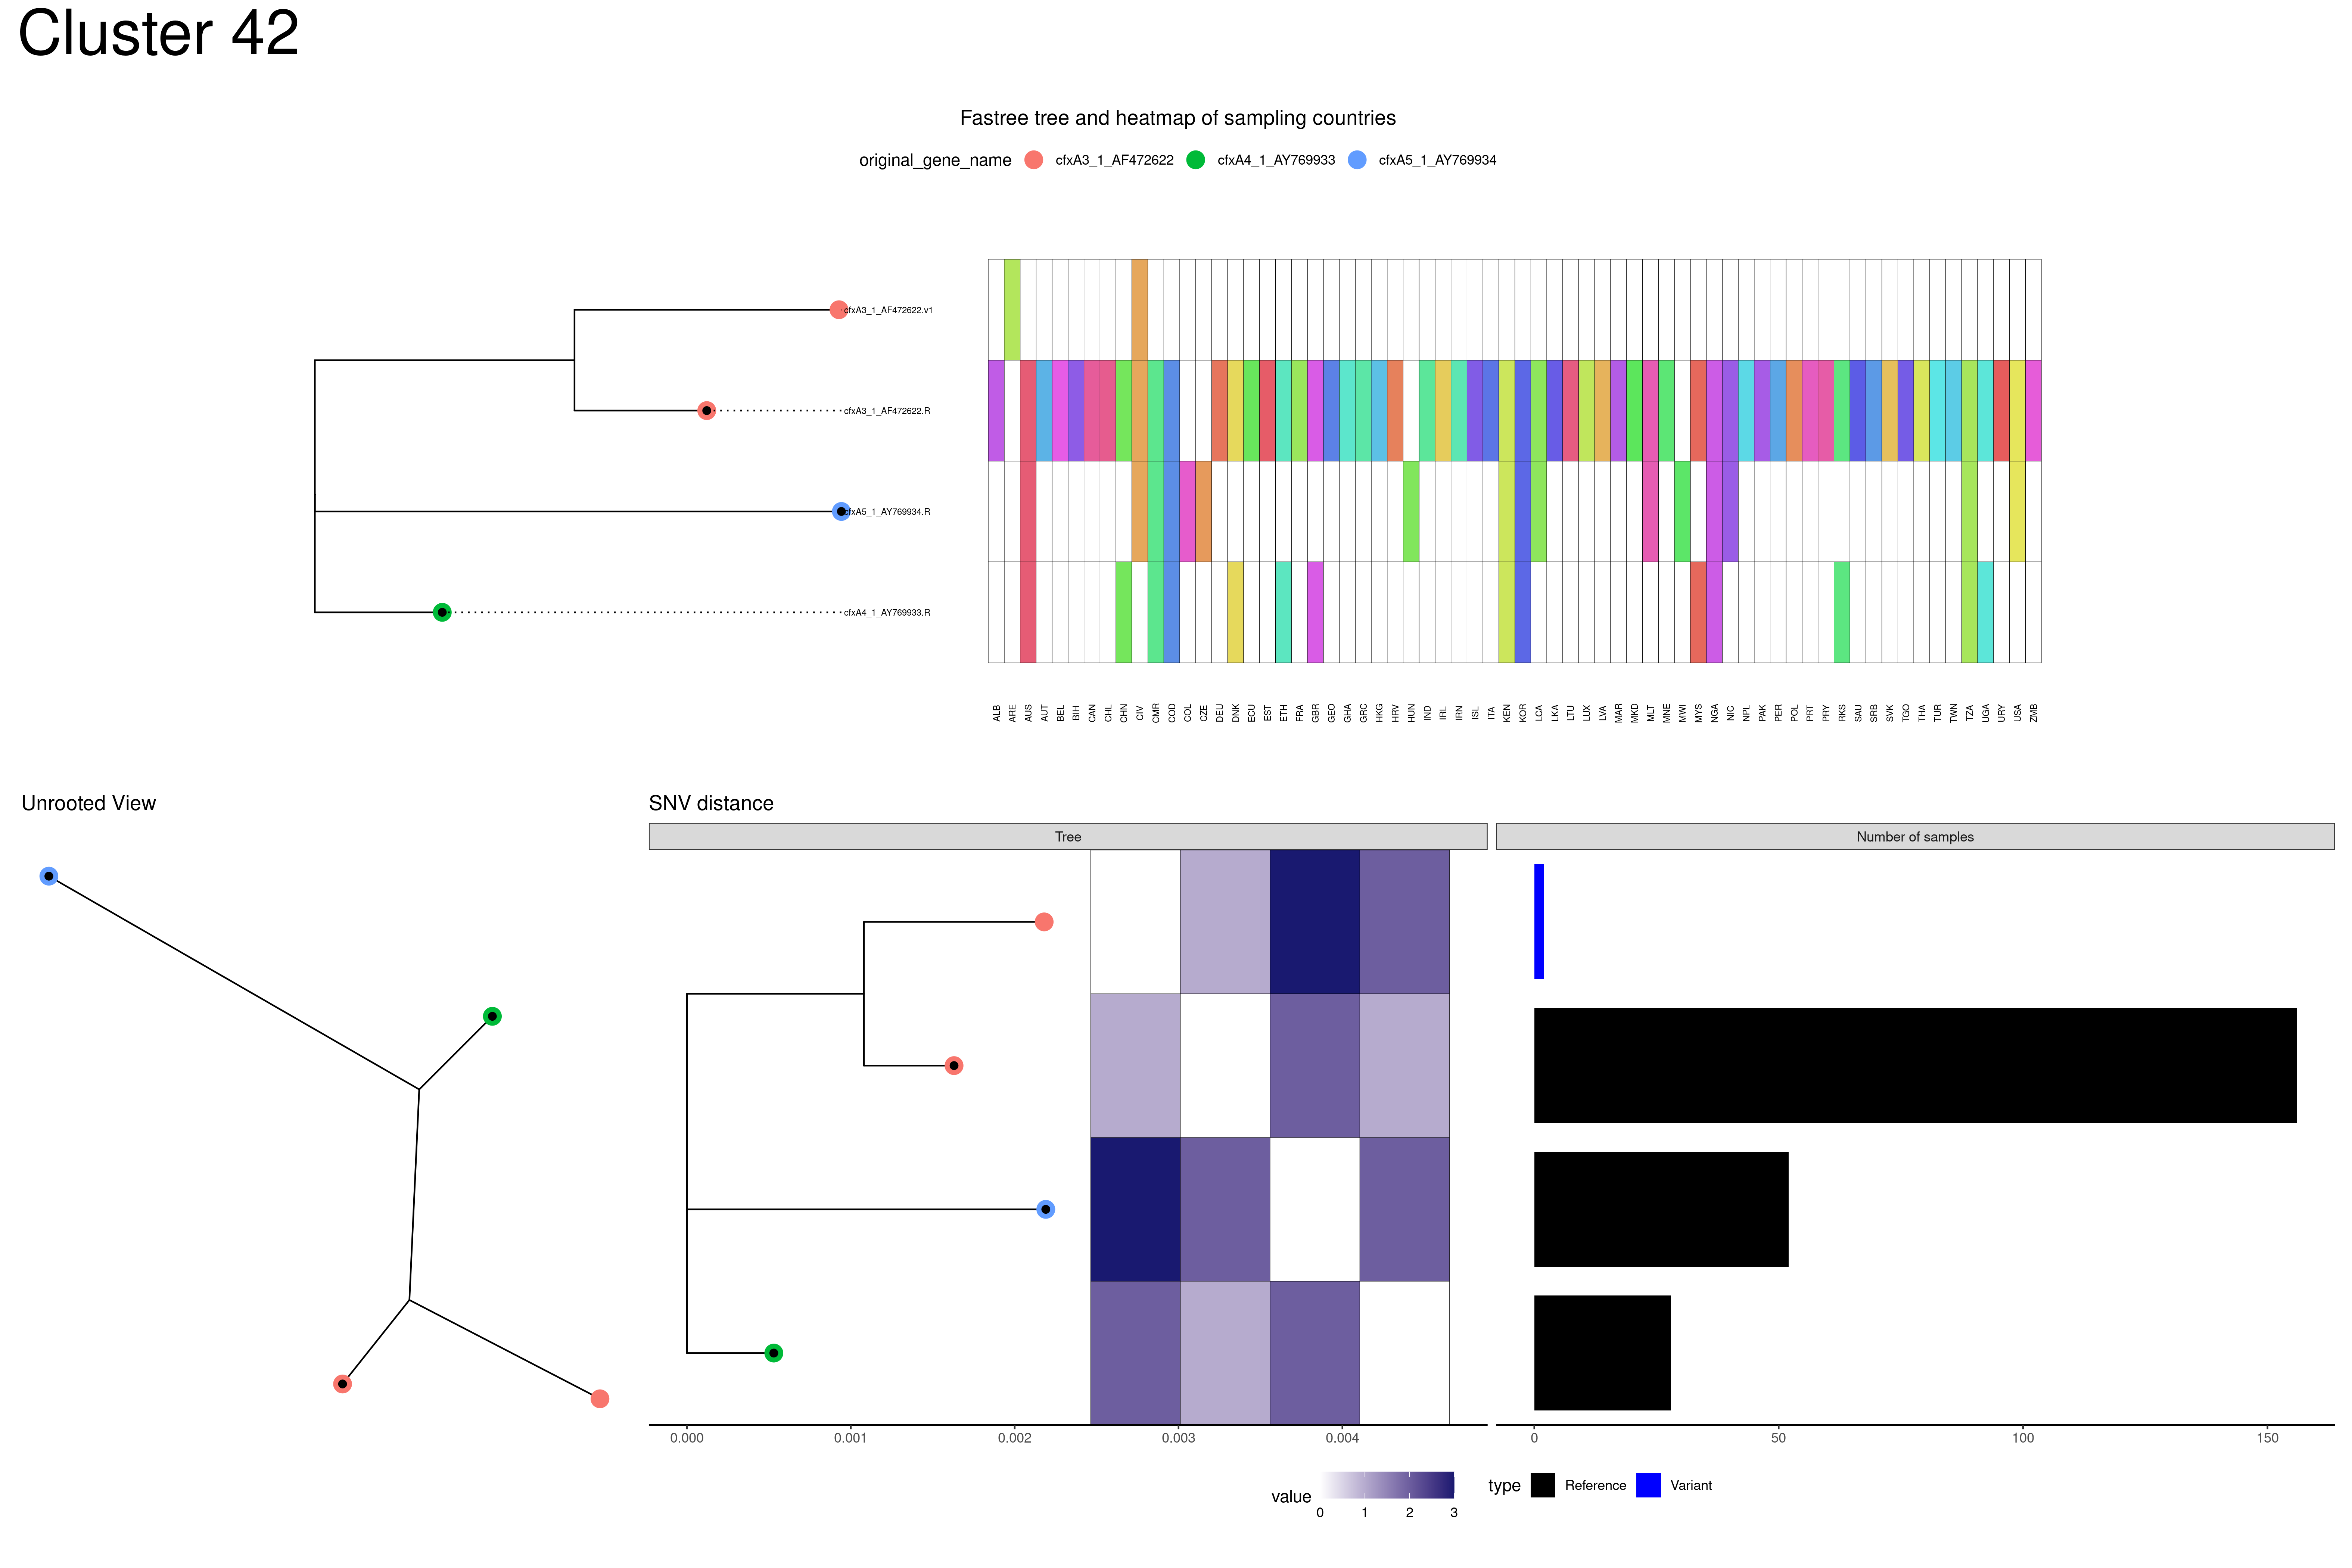 Cluster 42
Fastree tree and heatmap of sampling countries
original_gene_name cfxA3_1_AF472622 cfxA4_1_AY769933 cfxA5_1_AY769934
cfxA3_1_AF472622.v1
cfxA3_1_AF472622.R
cfxA5_1_AY769934.R
cfxA4_1_AY769933.R
ALB ARE AUS AUT BEL BIH CAN CHL CHN CIV CMR COD COL CZE DEU DNK ECU EST ETH FRA GBR GEO GHA GRC HKG HRV HUN IND IRL IRN ISL ITA KEN KOR LCA LKA LTU LUX LVA MAR MKD MLT MNE MWI MYS NGA NIC NPL PAK PER POL PRT PRY RKS SAU SRB SVK TGO THA TUR TWN TZA UGA URY USA ZMB
Unrooted View
SNV distance
Tree
Number of samples
0.000 0.001 0.002 0.003 0.004
0 50 100 150
value
0 1 2 3
type Reference Variant